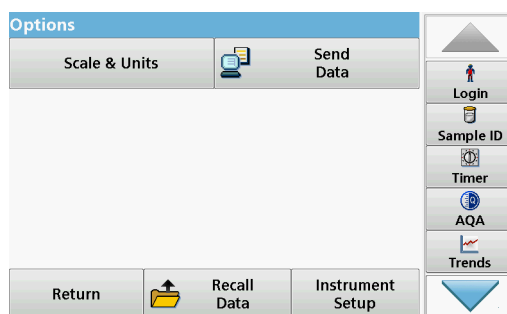 Options
Scale & Units
Send
Data
Login
Sample ID
Timer
AQA
Trends
Return
Recall
Data
Instrument
Setup